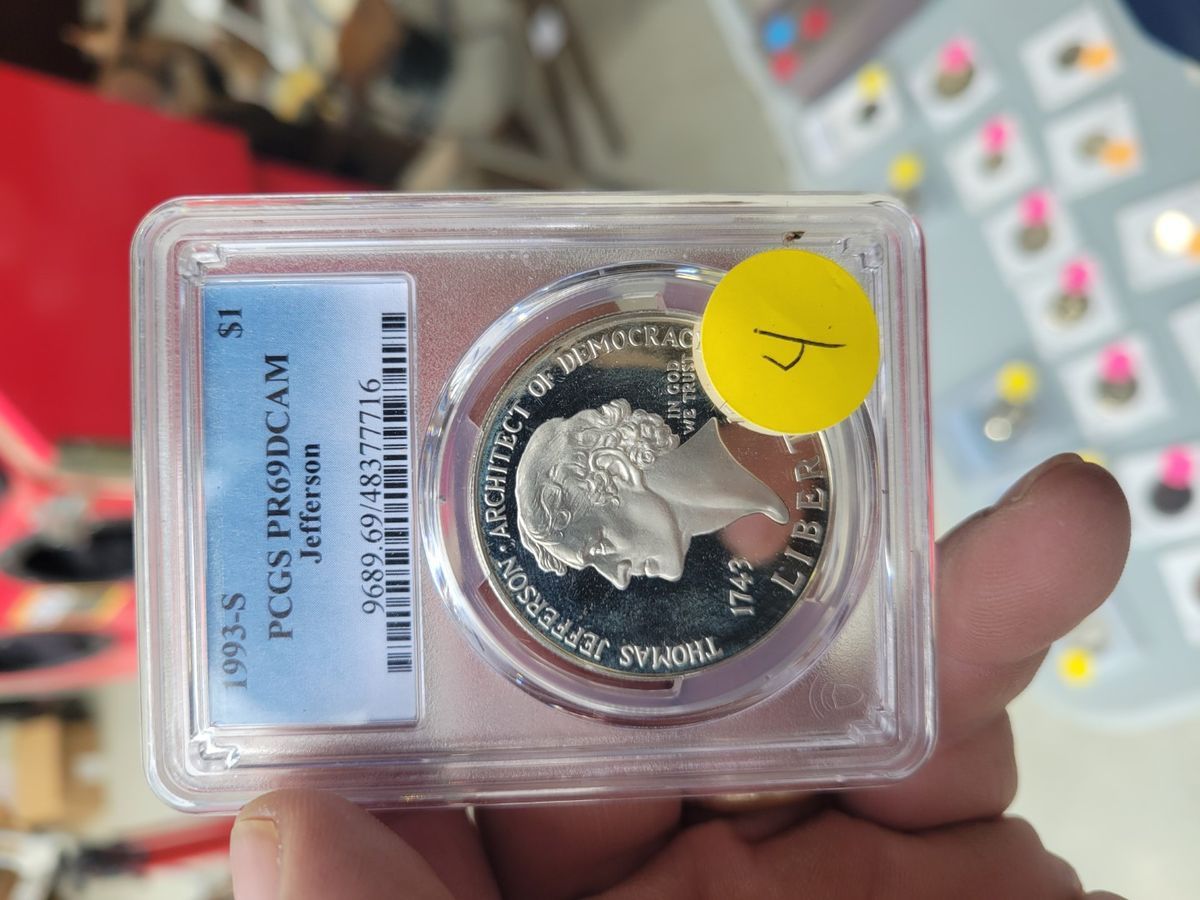 1993-S $1
PCGS PR69DCAM
Jefferson
9689.69/48377716
THOMAS JEFFERSON · ARCHITECT OF DEMOCRAC
IN GOD
WE TRUST
1743
LIBERT
4